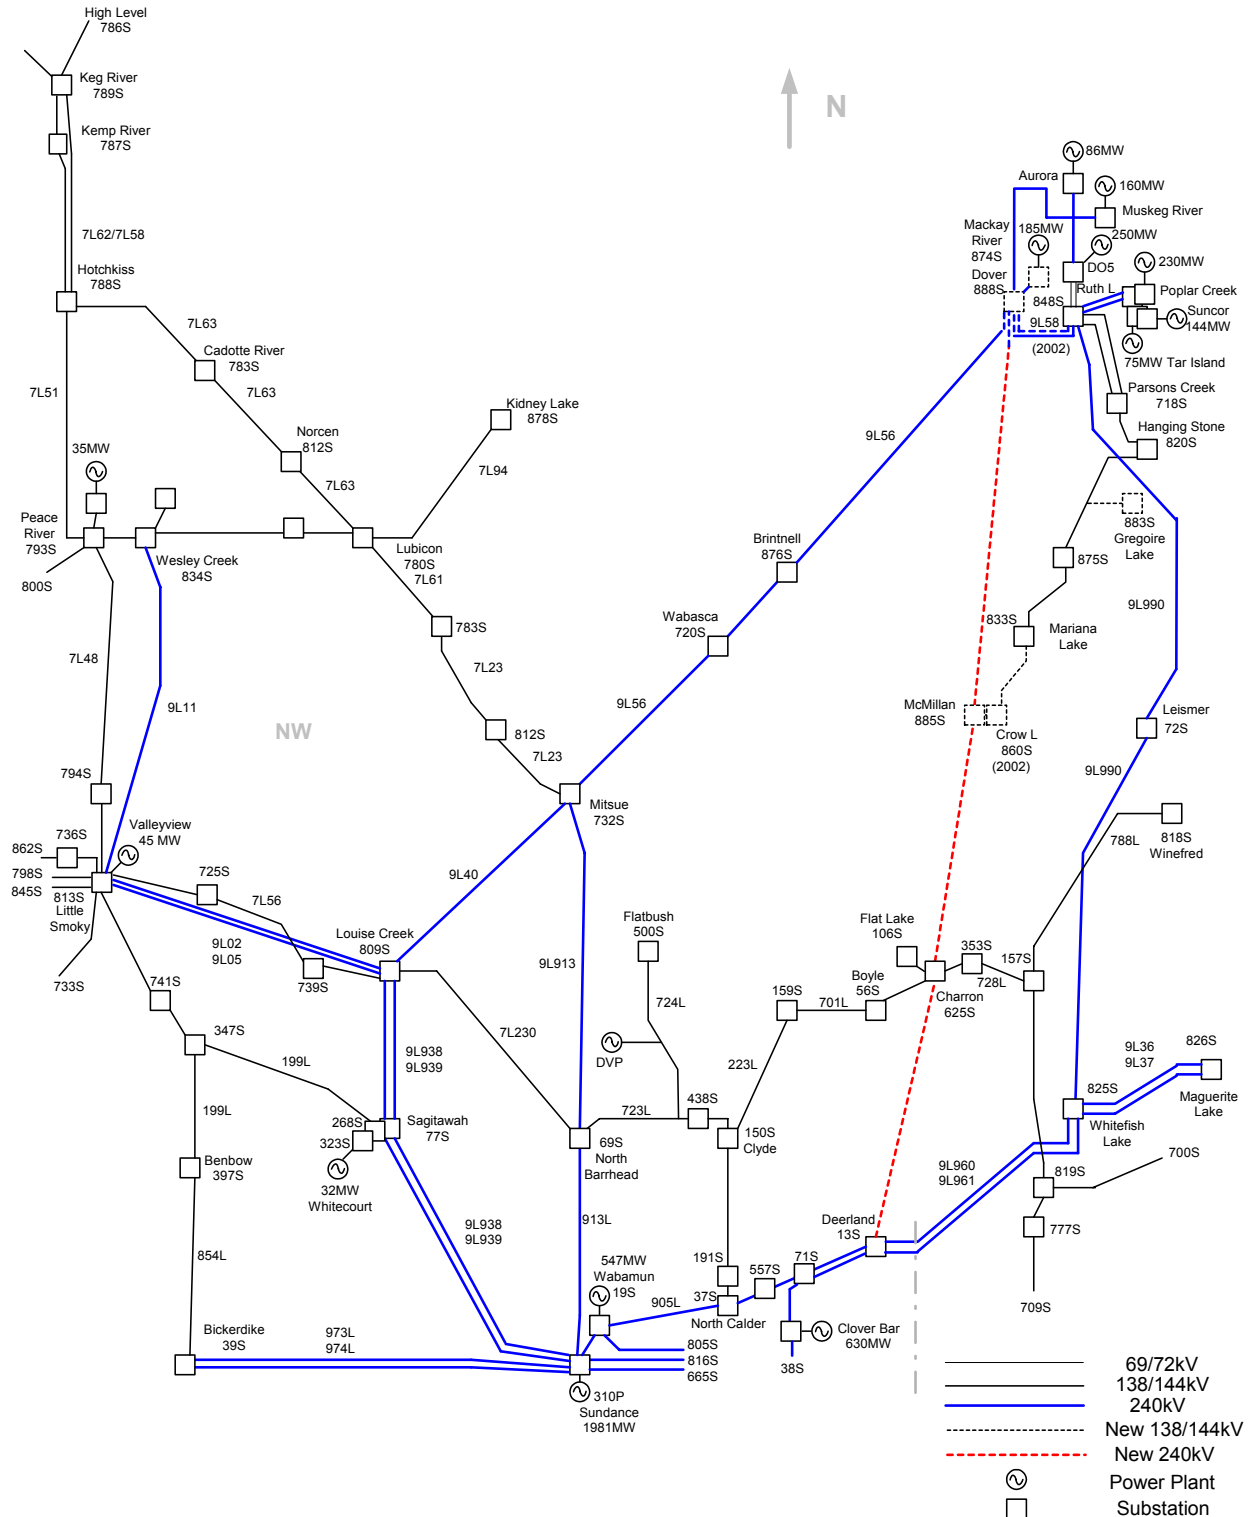 High Level
786S
Keg River
789S
Kemp River
787S
7L62/7L58
Hotchkiss
788S
7L63
Cadotte River
783S
7L63
7L51
Norcen
812S
7L63
Kidney Lake
878S
7L94
35MW
Peace
River
793S
800S
Wesley Creek
834S
Lubicon
780S
7L61
783S
7L23
812S
7L23
7L48
9L11
NW
N
794S
Valleyview
45 MW
736S
862S
798S
845S
813S
Little
Smoky
733S
725S
7L56
9L02
9L05
739S
Louise Creek
809S
741S
347S
199L
199L
Benbow
397S
854L
Bickerdike
39S
973L
974L
9L938
9L939
268S
323S
Sagitawah
77S
32MW
Whitecourt
9L938
9L939
7L230
9L40
Mitsue
732S
9L913
9L56
Wabasca
720S
Brintnell
876S
9L56
86MW
Aurora
160MW
Muskeg River
Mackay
River
874S
185MW
250MW
DO5
Dover
888S
848S
Ruth L
230MW
Poplar Creek
Suncor
144MW
9L58
(2002)
75MW Tar Island
Parsons Creek
718S
Hanging Stone
820S
883S
Gregoire
Lake
875S
833S
Mariana
Lake
9L990
McMillan
885S
Crow L
860S
(2002)
Leismer
72S
9L990
788L
818S
Winefred
Flatbush
500S
724L
DVP
723L
438S
69S
North
Barrhead
150S
Clyde
223L
159S
701L
Boyle
56S
Flat Lake
106S
353S
728L
157S
Charron
625S
9L36
9L37
826S
Maguerite
Lake
825S
Whitefish
Lake
9L960
9L961
819S
700S
777S
709S
Deerland
13S
913L
547MW
Wabamun
19S
905L
191S
37S
North Calder
557S
71S
Clover Bar
630MW
38S
805S
816S
665S
310P
Sundance
1981MW
69/72kV
138/144kV
240kV
New 138/144kV
New 240kV
Power Plant
Substation